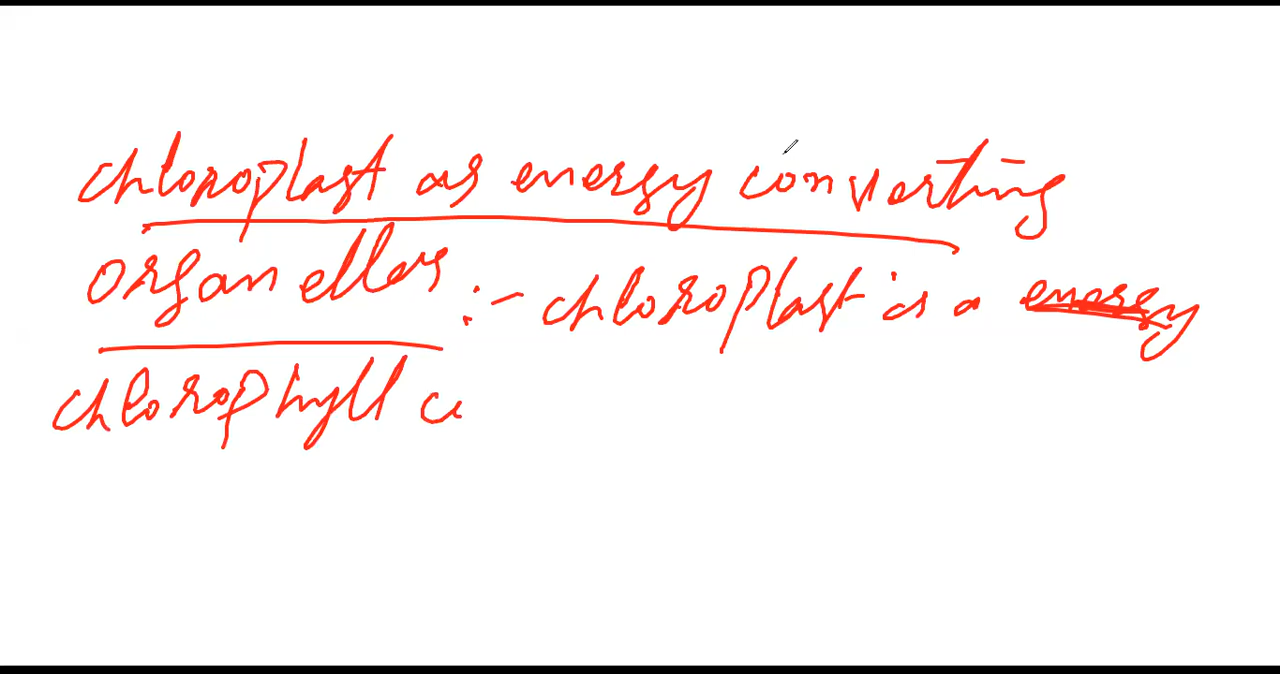 chloroplast as energy converting
organelles :- chloroplast is a energy
chlorophyll c